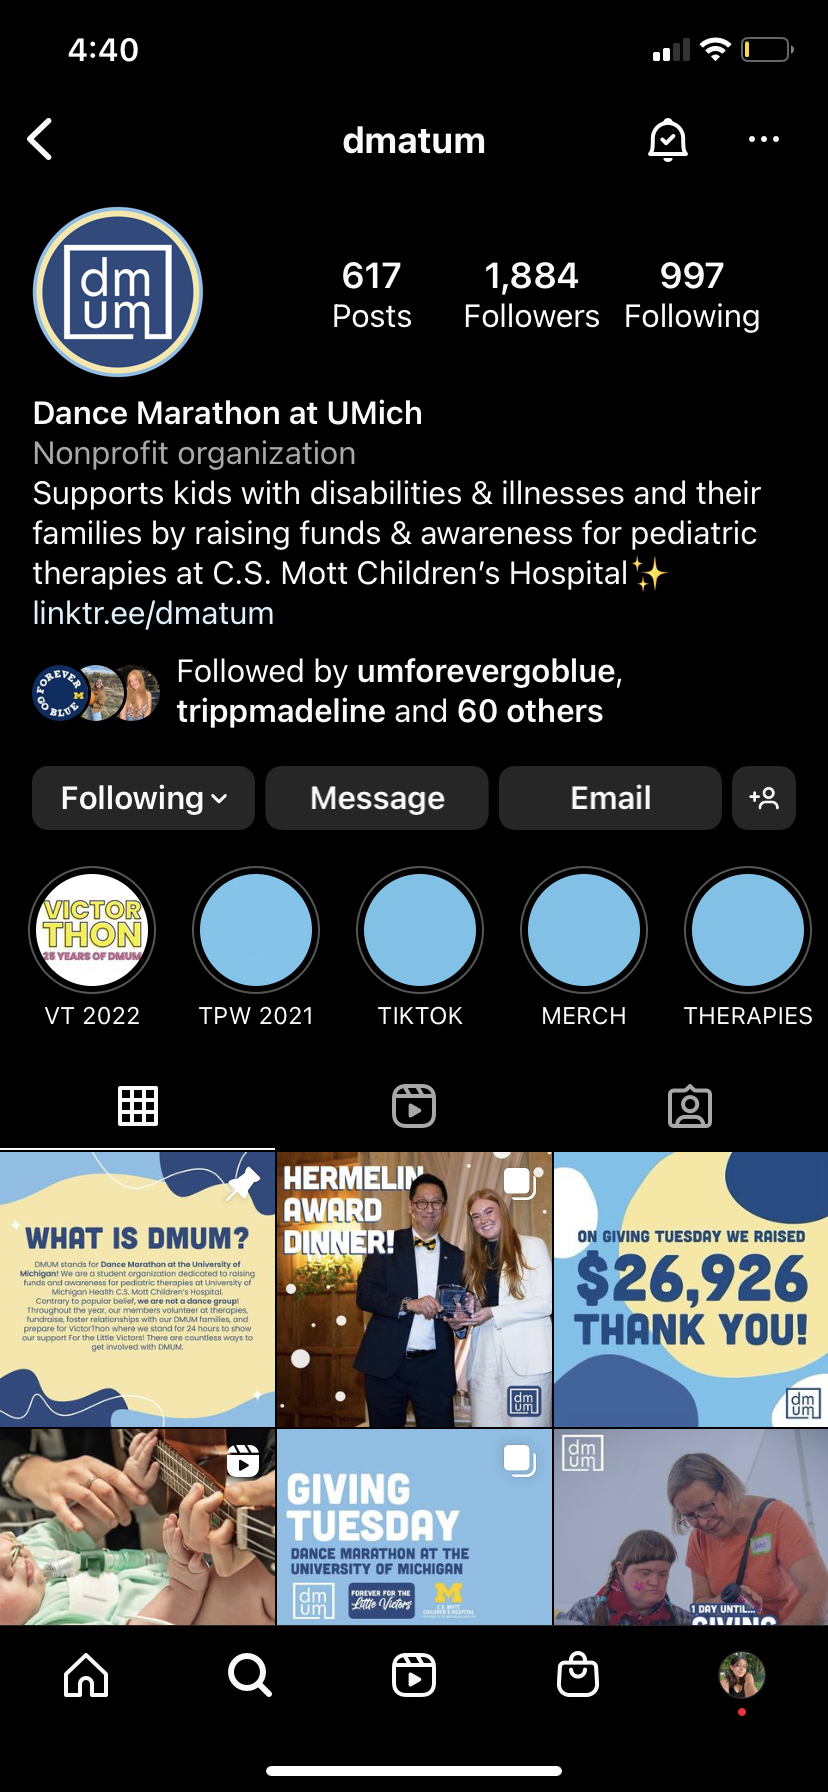 4:40
dmatum
dm
um
617
Posts
1,884
Followers
997
Following
Dance Marathon at UMich
Nonprofit organization
Supports kids with disabilities & illnesses and their
families by raising funds & awareness for pediatric
therapies at C.S. Mott Children's Hospital✨
linktr.ee/dmatum
FOREVER
GO BLUE
M
Followed by umforevergoblue,
trippmadeline and 60 others
Following
Message
Email
VICTOR
THON
25 YEARS OF DMUM
VT 2022
TPW 2021
TIKTOK
MERCH
THERAPIES
WHAT IS DMUM?
DMUM stands for Dance Marathon at the University of
Michigan! We are a student organization dedicated to raising
funds and awareness for pediatric therapies at University of
Michigan Health C.S. Mott Children's Hospital.
Contrary to popular belief, we are not a dance group!
Throughout the year, our members volunteer at therapies,
fundraise, foster relationships with our DMUM families, and
prepare for VictorThon where we stand for 24 hours to show
our support For the Little Victors! There are countless ways to
get involved with DMUM.
HERMELIN
AWARD
DINNER!
dm
um
ON GIVING TUESDAY WE RAISED
$26,926
THANK YOU!
dm
um
GIVING
TUESDAY
DANCE MARATHON AT THE
UNIVERSITY OF MICHIGAN
dm
um
FOREVER FOR THE
Little Victors
M
C.S. MOTT
CHILDREN'S HOSPITAL
dm
um
1 DAY UNTIL...
GIVING